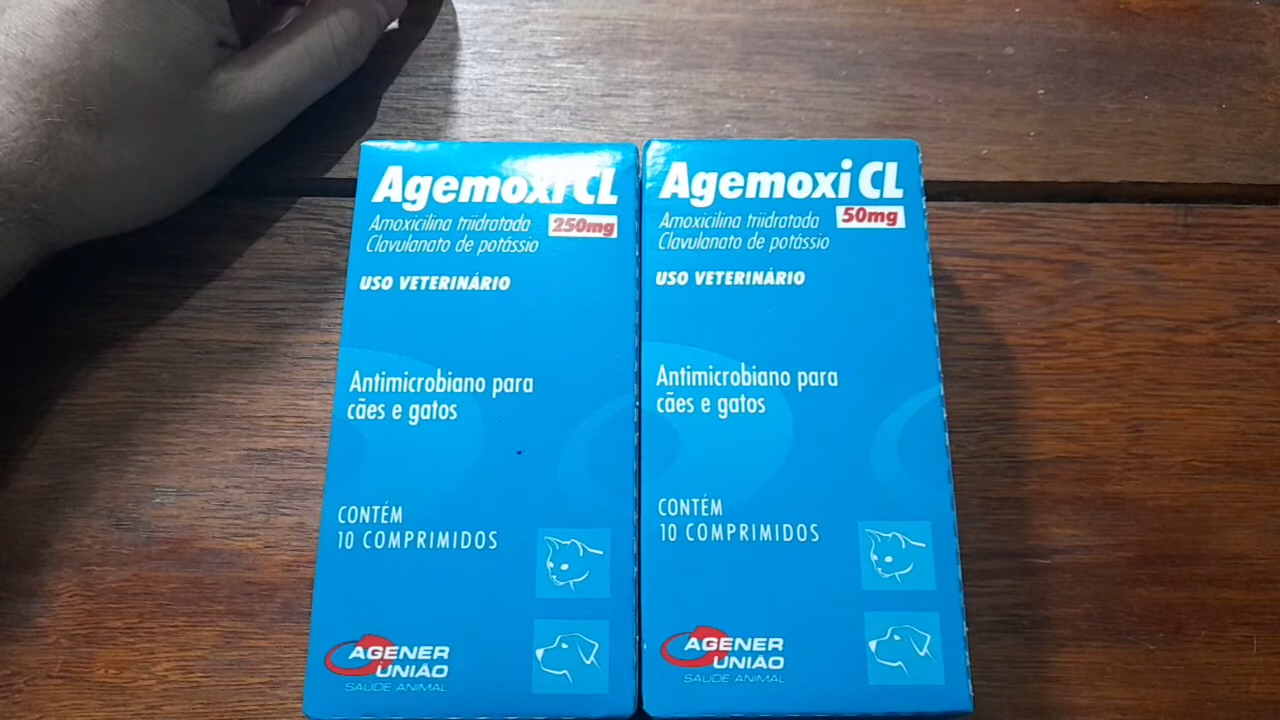 Agemoxi CL
Amoxicilina triidratada
250mg
Clavulanato de potássio
USO VETERINÁRIO
Antimicrobiano para
cães e gatos
CONTÉM
10 COMPRIMIDOS
AGENER
UNIÃO
SAÚDE ANIMAL
Agemoxi CL
Amoxicilina triidratada
50mg
Clavulanato de potássio
USO VETERINÁRIO
Antimicrobiano para
cães e gatos
CONTÉM
10 COMPRIMIDOS
AGENER
UNIÃO
SAÚDE ANIMAL